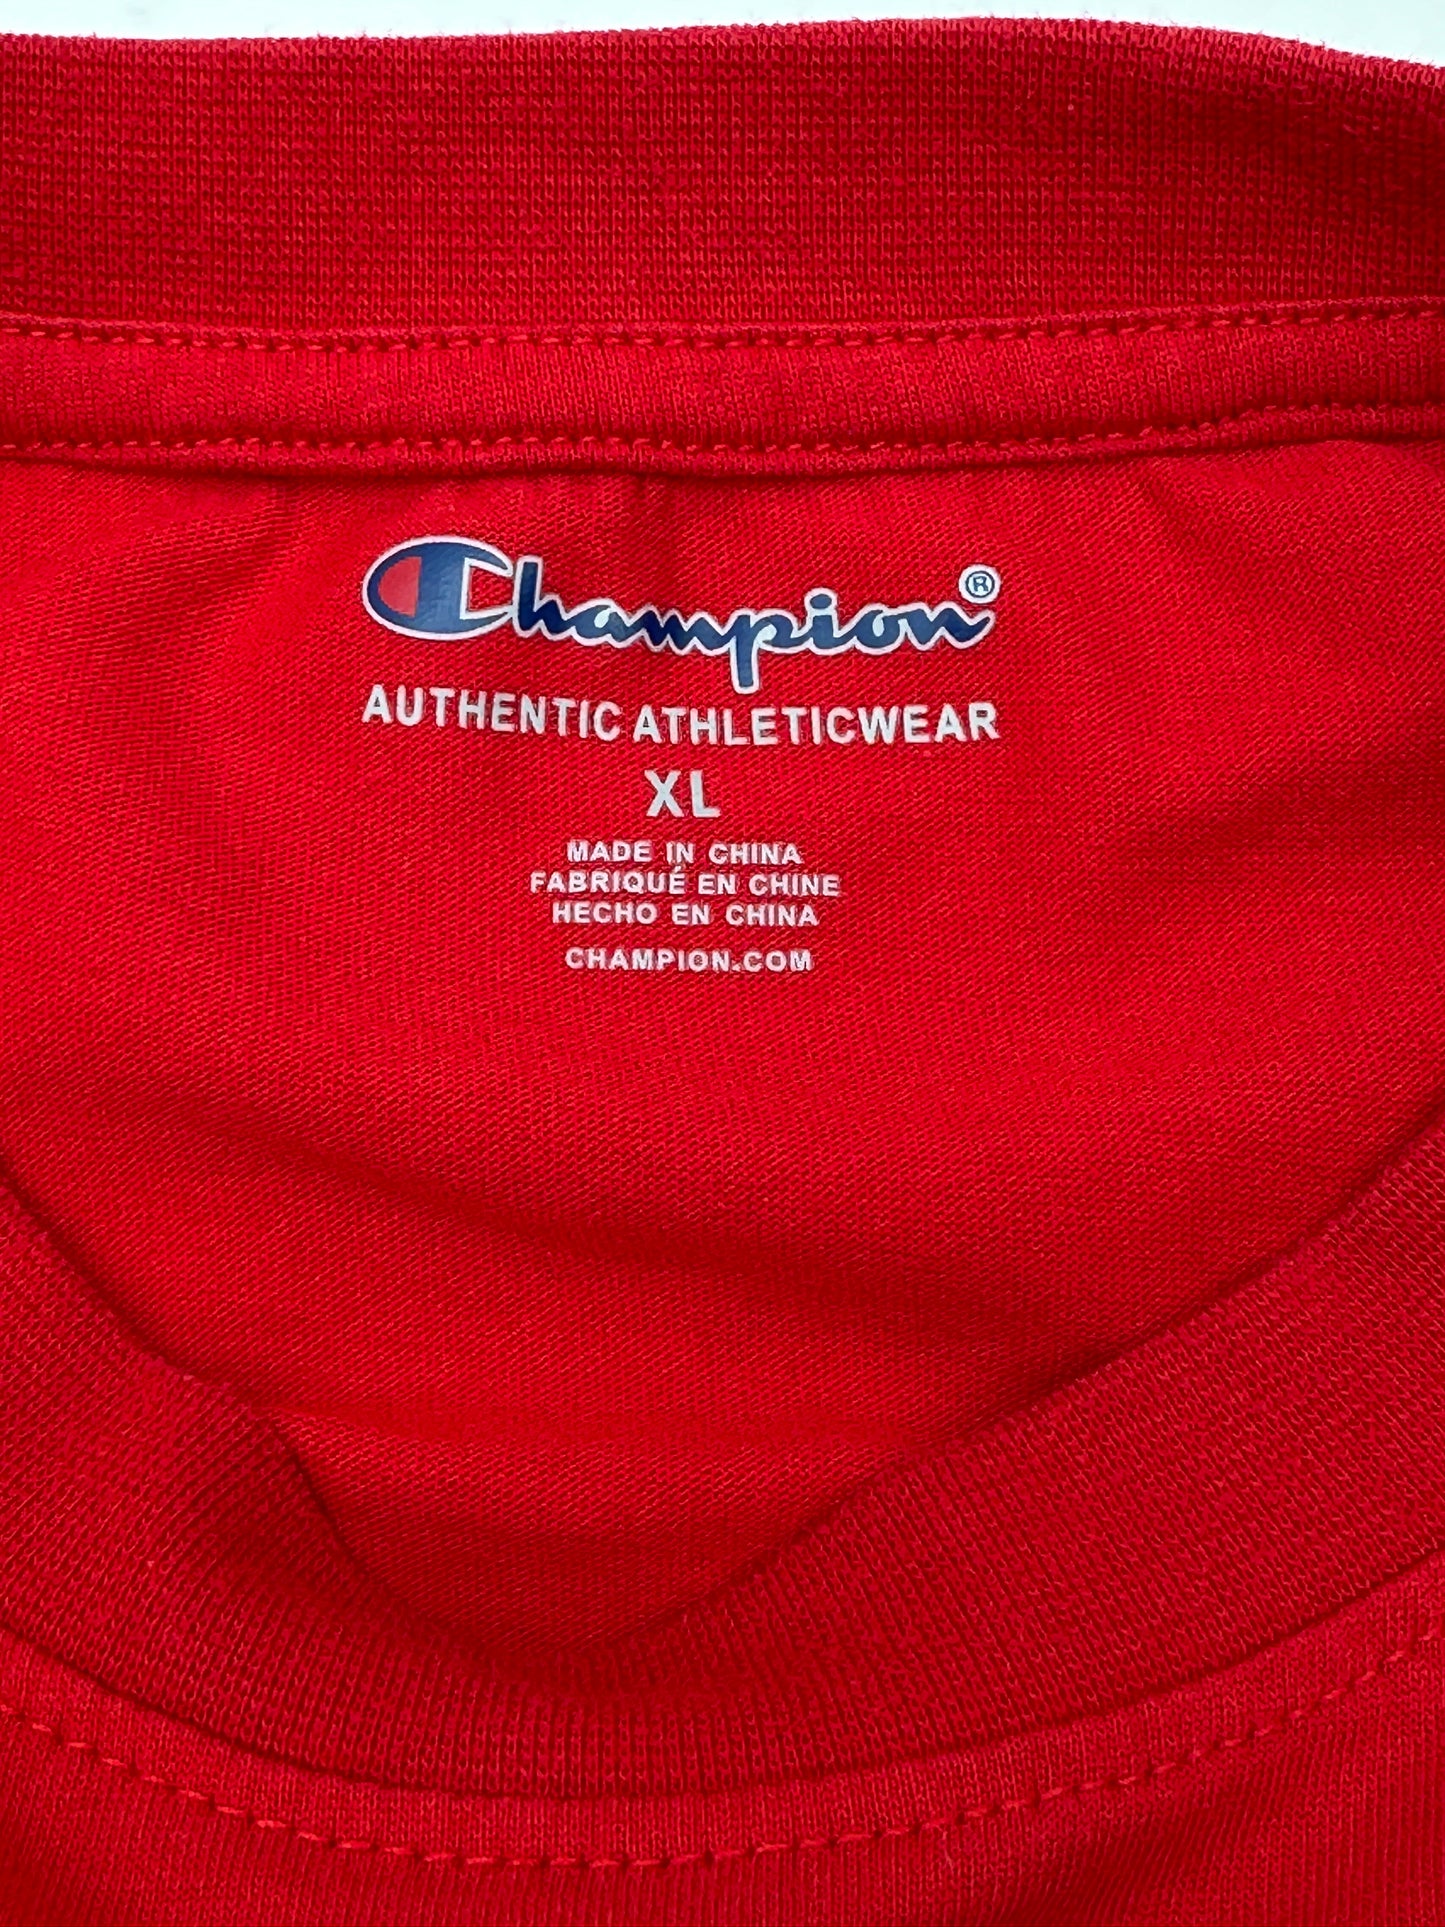 Champion®
AUTHENTIC ATHLETICWEAR
XL
MADE IN CHINA
FABRIQUÉ EN CHINE
HECHO EN CHINA
CHAMPION.COM